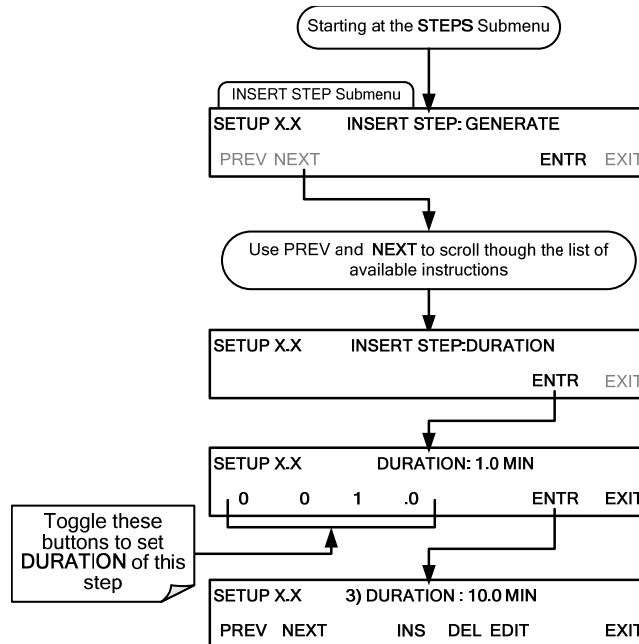 Starting at the STEPS Submenu
INSERT STEP Submenu
SETUP X.X INSERT STEP: GENERATE
PREV NEXT ENTR EXIT
Use PREV and NEXT to scroll though the list of
available instructions
SETUP X.X INSERT STEP:DURATION
ENTR EXIT
SETUP X.X DURATION: 1.0 MIN
0 0 1 .0 ENTR EXIT
Toggle these
buttons to set
DURATION of this
step
SETUP X.X 3) DURATION : 10.0 MIN
PREV NEXT INS DEL EDIT EXIT